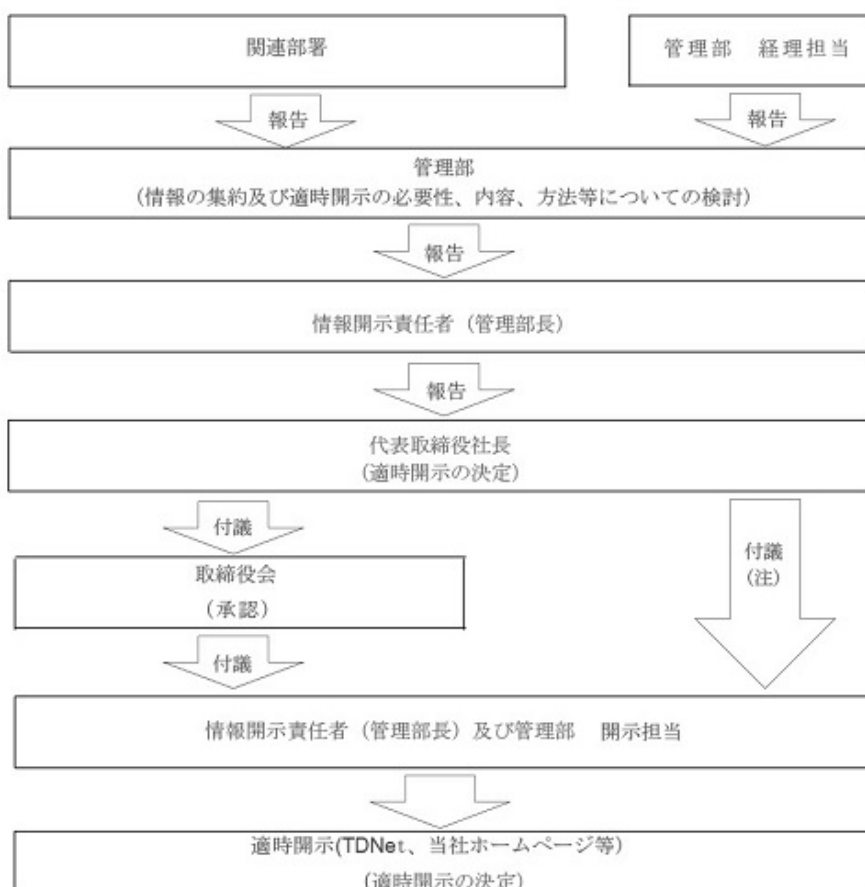 関連部署
管理部 経理担当
報告
報告
管理部
(情報の集約及び適時開示の必要性、内容、方法等についての検討)
報告
情報開示責任者(管理部長)
報告
代表取締役社長
(適時開示の決定)
付議
付議
(注)
取締役会
(承認)
付議
情報開示責任者(管理部長)及び管理部 開示担当
適時開示(TDNet、当社ホームページ等)
(適時開示の決定)